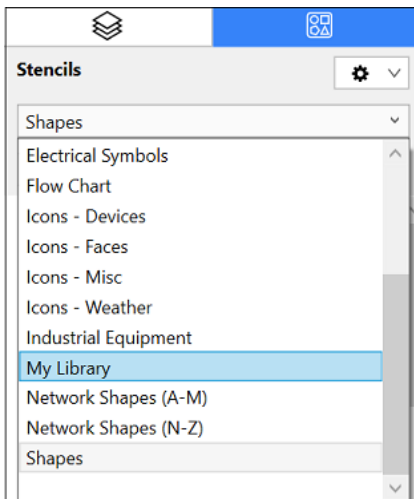 Stencils
Shapes
Electrical Symbols
Flow Chart
Icons - Devices
Icons - Faces
Icons - Misc
Icons - Weather
Industrial Equipment
My Library
Network Shapes (A-M)
Network Shapes (N-Z)
Shapes